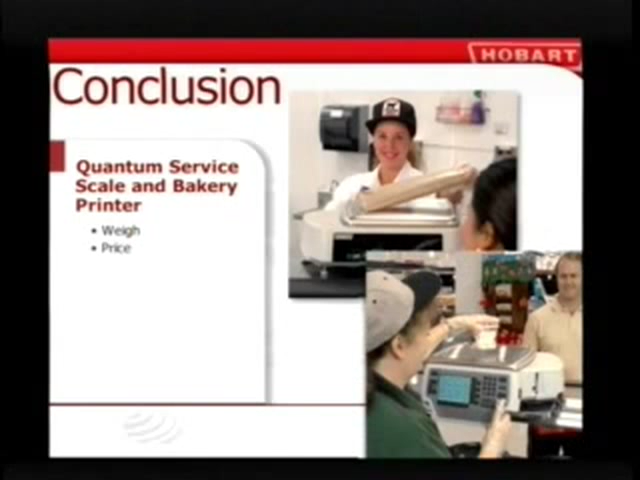 HOBART
Conclusion
Quantum Service
Scale and Bakery
Printer
• Weigh
• Price